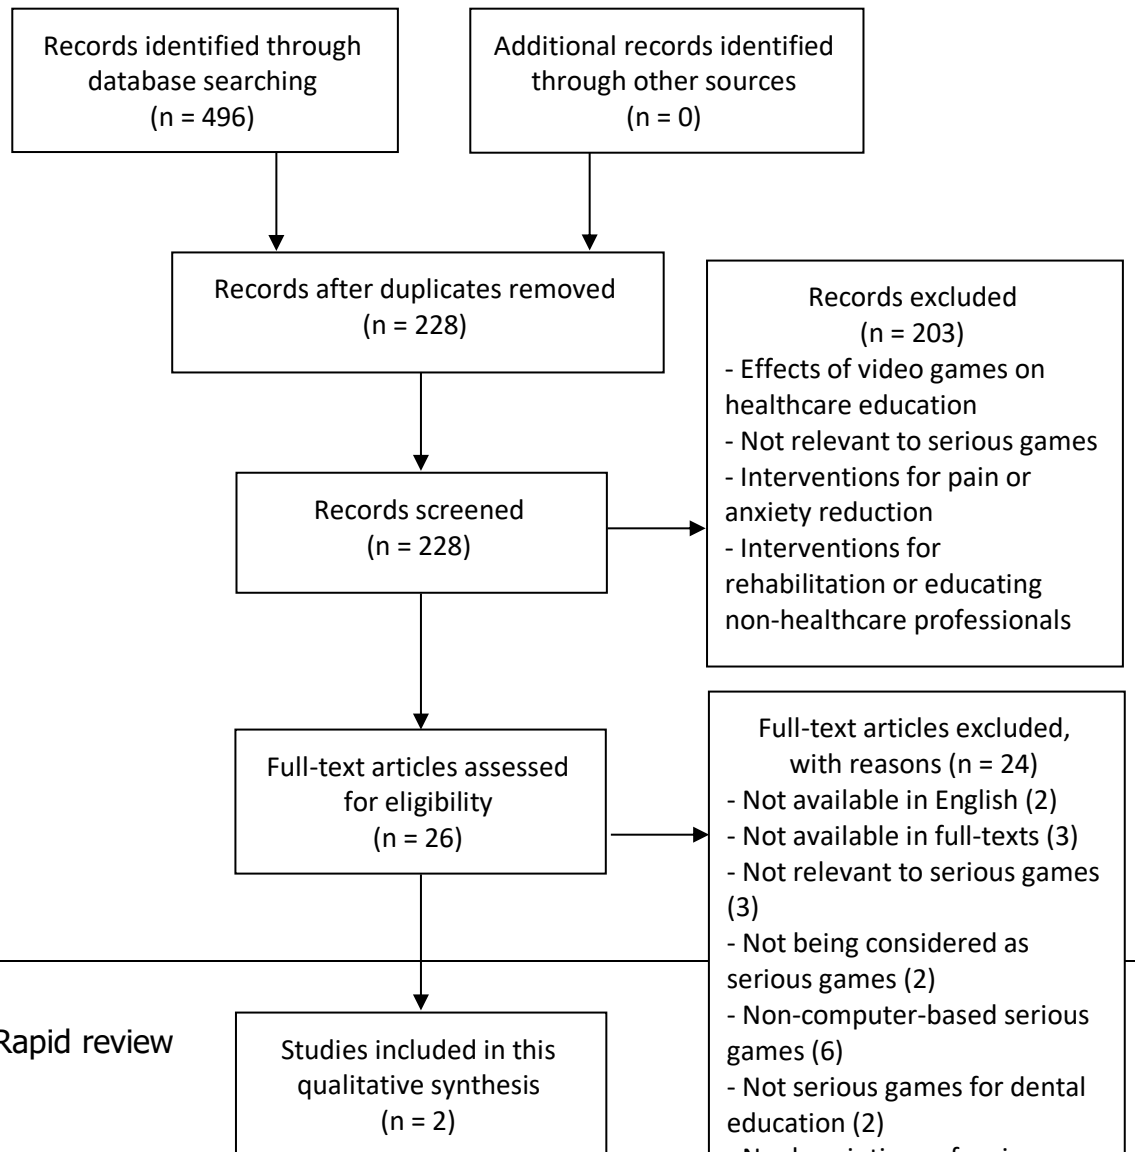 Records identified through
database searching
(n = 496)
Additional records identified
through other sources
(n = 0)
Records after duplicates removed
(n = 228)
Records excluded
(n = 203)
- Effects of video games on
healthcare education
- Not relevant to serious games
- Interventions for pain or
anxiety reduction
- Interventions for
rehabilitation or educating
non-healthcare professionals
Records screened
(n = 228)
Full-text articles assessed
for eligibility
(n = 26)
Full-text articles excluded,
with reasons (n = 24)
- Not available in English (2)
- Not available in full-texts (3)
- Not relevant to serious games
(3)
- Not being considered as
serious games (2)
- Non-computer-based serious
games (6)
- Not serious games for dental
education (2)
Rapid review
Studies included in this
qualitative synthesis
(n = 2)